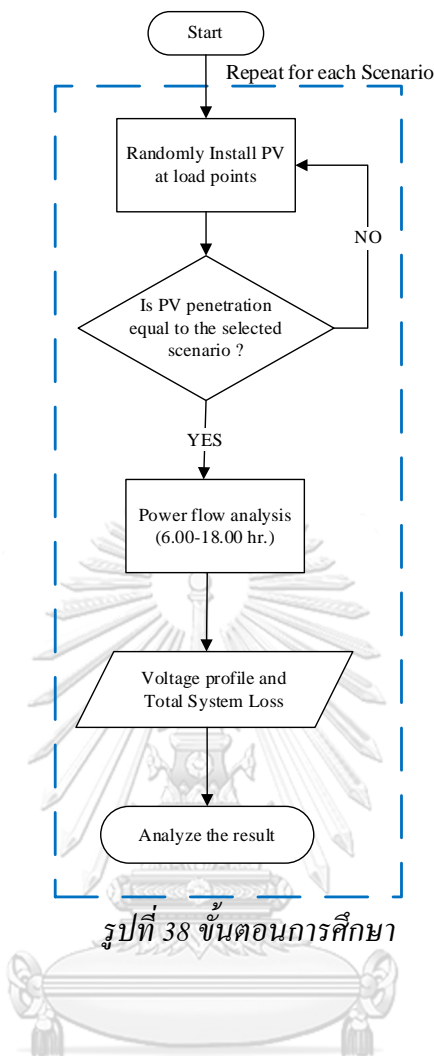 Start
Repeat for each Scenario
Randomly Install PV
at load points
NO
Is PV penetration
equal to the selected
scenario ?
YES
Power flow analysis
(6.00-18.00 hr.)
Voltage profile and
Total System Loss
Analyze the result
รูปที่ 38 ขั้นตอนการศึกษา